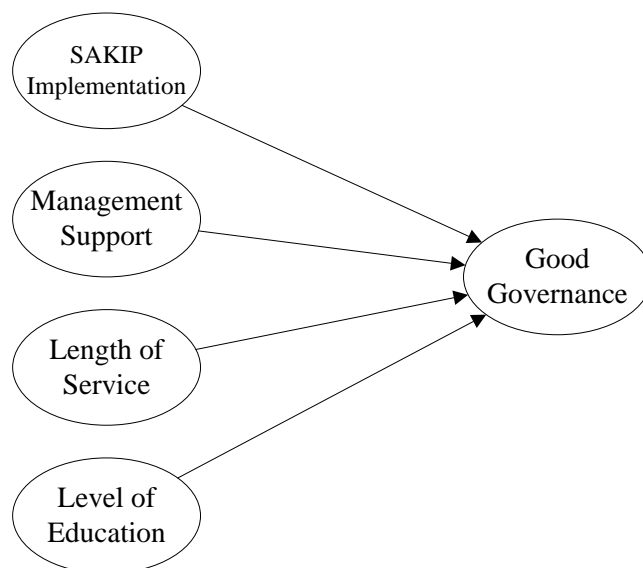 SAKIP
Implementation
Management
Support
Good
Governance
Length of
Service
Level of
Education